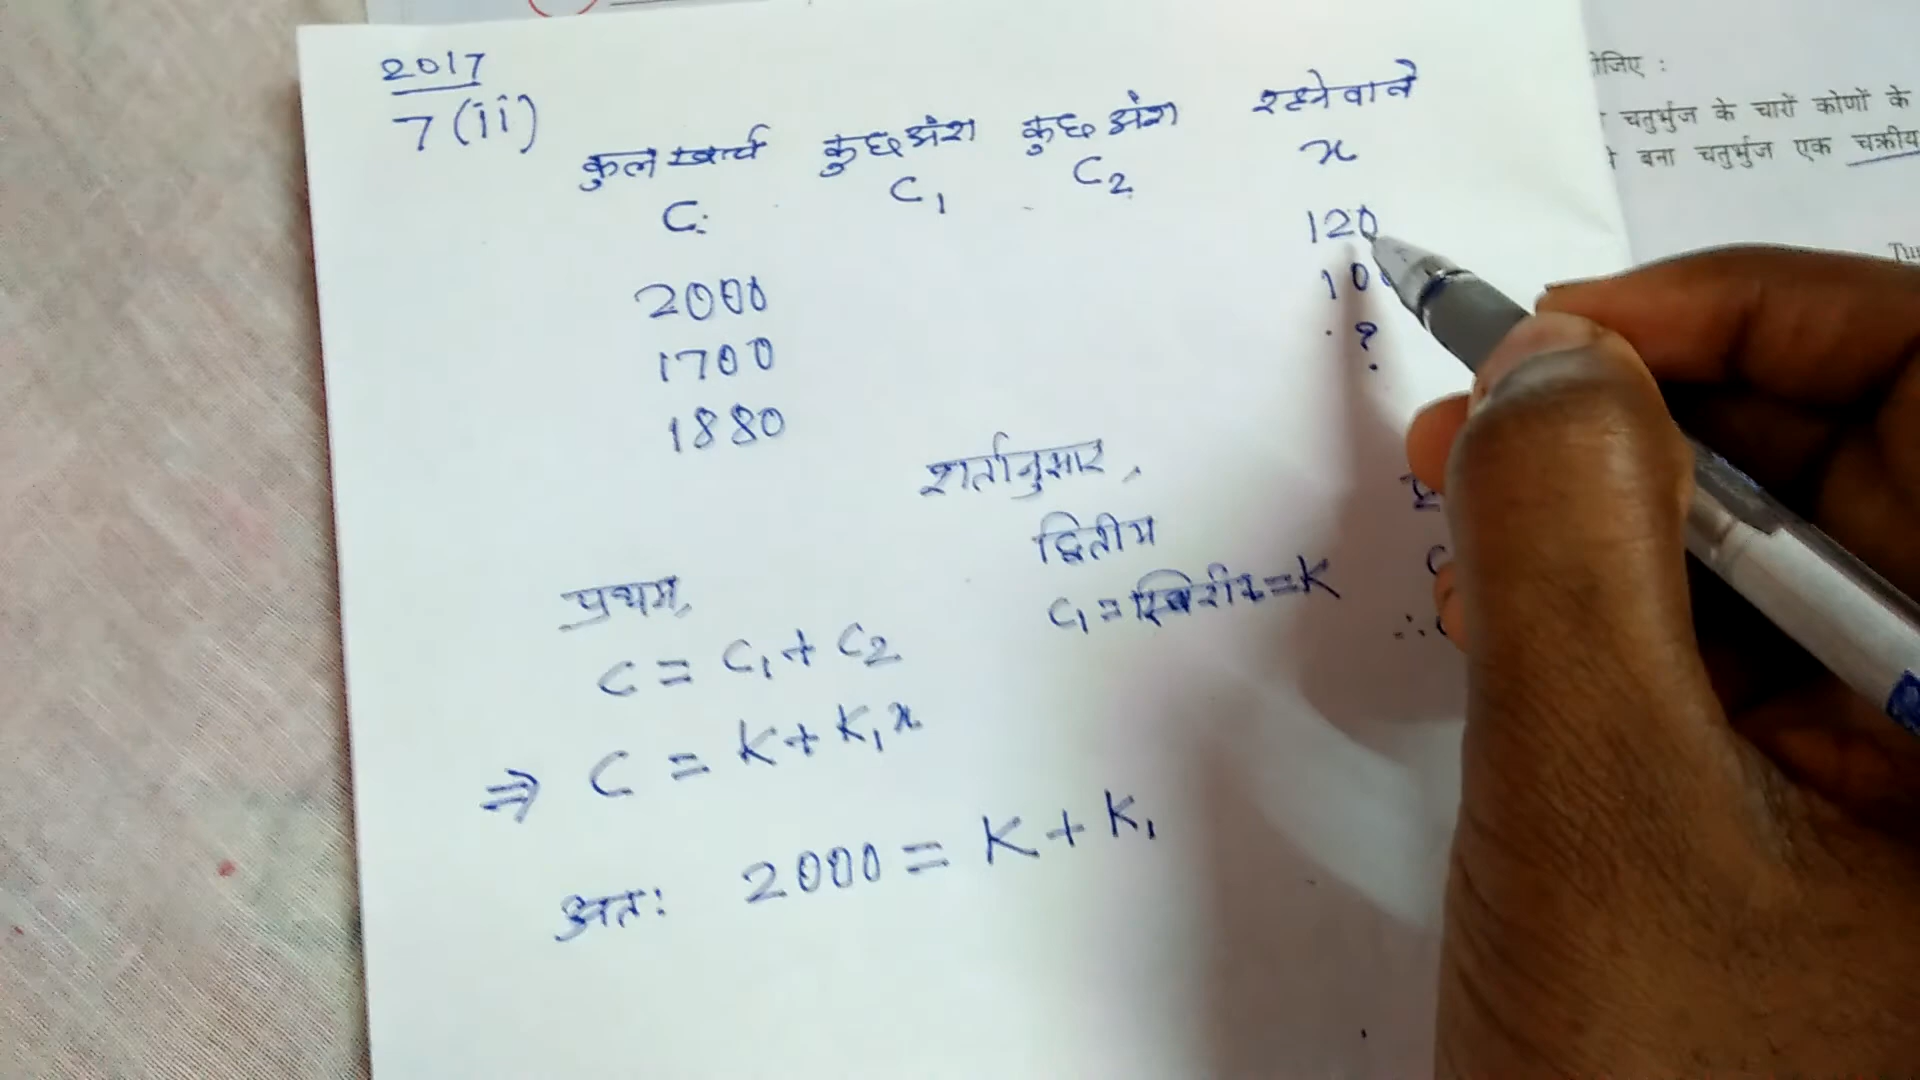 2017
7 (ii)
कुल खर्च कुछ अंश कुछ अंश रहनेवाले
C C₁ C₂ x
2000 120
1700 100
1880 ?
शर्तानुसार,
प्रथम, द्वितीय
C = C₁ + C₂ C₁ = स्थिरांक = K
⇒ C = K + K₁x ∴
अतः 2000 = K + K₁
ीजिए :
चतुर्भुज के चारों कोणों के
बना चतुर्भुज एक चक्रीय